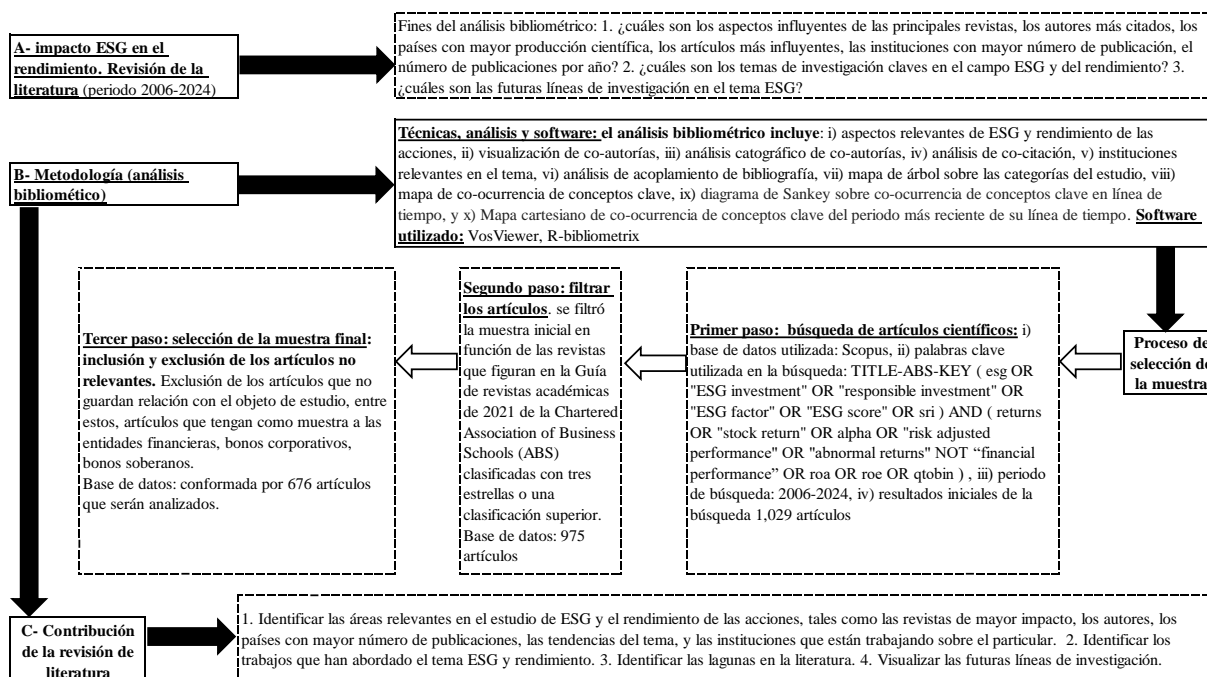 A- impacto ESG en el
rendimiento. Revisión de la
literatura (periodo 2006-2024)
Fines del análisis bibliométrico: 1. ¿cuáles son los aspectos influyentes de las principales revistas, los autores más citados, los
países con mayor producción científica, los artículos más influyentes, las instituciones con mayor número de publicación, el
número de publicaciones por año? 2. ¿cuáles son los temas de investigación claves en el campo ESG y del rendimiento? 3.
¿cuáles son las futuras líneas de investigación en el tema ESG?
B- Metodología (análisis
bibliomético)
Técnicas, análisis y software: el análisis bibliométrico incluye: i) aspectos relevantes de ESG y rendimiento de las
acciones, ii) visualización de co-autorías, iii) análisis catográfico de co-autorías, iv) análisis de co-citación, v) instituciones
relevantes en el tema, vi) análisis de acoplamiento de bibliografía, vii) mapa de árbol sobre las categorías del estudio, viii)
mapa de co-ocurrencia de conceptos clave, ix) diagrama de Sankey sobre co-ocurrencia de conceptos clave en línea de
tiempo, y x) Mapa cartesiano de co-ocurrencia de conceptos clave del periodo más reciente de su línea de tiempo. Software
utilizado: VosViewer, R-bibliometrix
Proceso de
selección de
la muestra
Primer paso: búsqueda de artículos científicos: i)
base de datos utilizada: Scopus, ii) palabras clave
utilizada en la búsqueda: TITLE-ABS-KEY ( esg OR
"ESG investment" OR "responsible investment" OR
"ESG factor" OR "ESG score" OR sri ) AND ( returns
OR "stock return" OR alpha OR "risk adjusted
performance" OR "abnormal returns" NOT “financial
performance” OR roa OR roe OR qtobin ) , iii) periodo
de búsqueda: 2006-2024, iv) resultados iniciales de la
búsqueda 1,029 artículos
Segundo paso: filtrar
los artículos. se filtró
la muestra inicial en
función de las revistas
que figuran en la Guía
de revistas académicas
de 2021 de la Chartered
Association of Business
Schools (ABS)
clasificadas con tres
estrellas o una
clasificación superior.
Base de datos: 975
artículos
Tercer paso: selección de la muestra final:
inclusión y exclusión de los artículos no
relevantes. Exclusión de los artículos que no
guardan relación con el objeto de estudio, entre
estos, artículos que tengan como muestra a las
entidades financieras, bonos corporativos,
bonos soberanos.
Base de datos: conformada por 676 artículos
que serán analizados.
C- Contribución
de la revisión de
literatura
1. Identificar las áreas relevantes en el estudio de ESG y el rendimiento de las acciones, tales como las revistas de mayor impacto, los autores, los
países con mayor número de publicaciones, las tendencias del tema, y las instituciones que están trabajando sobre el particular. 2. Identificar los
trabajos que han abordado el tema ESG y rendimiento. 3. Identificar las lagunas en la literatura. 4. Visualizar las futuras líneas de investigación.